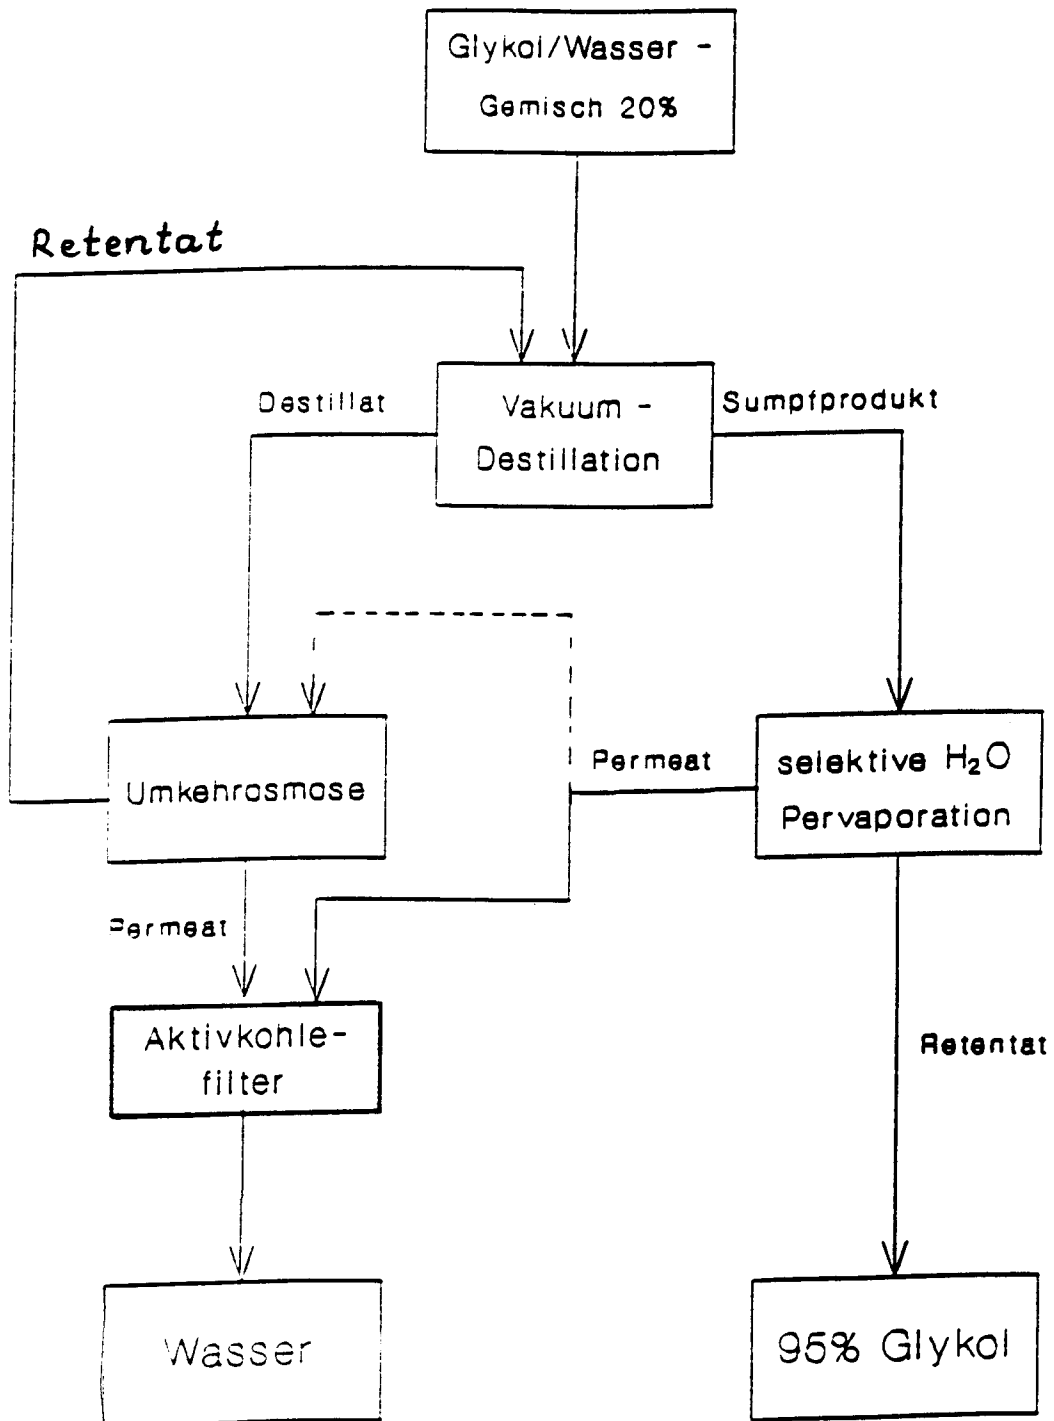 Glykol/Wasser -
Gemisch 20%
Retentat
Destillat
Vakuum -
Destillation
Sumpfprodukt
Umkehrosmose
Permeat
selektive H₂O
Pervaporation
Permeat
Aktivkohle-
filter
Retentat
Wasser
95% Glykol